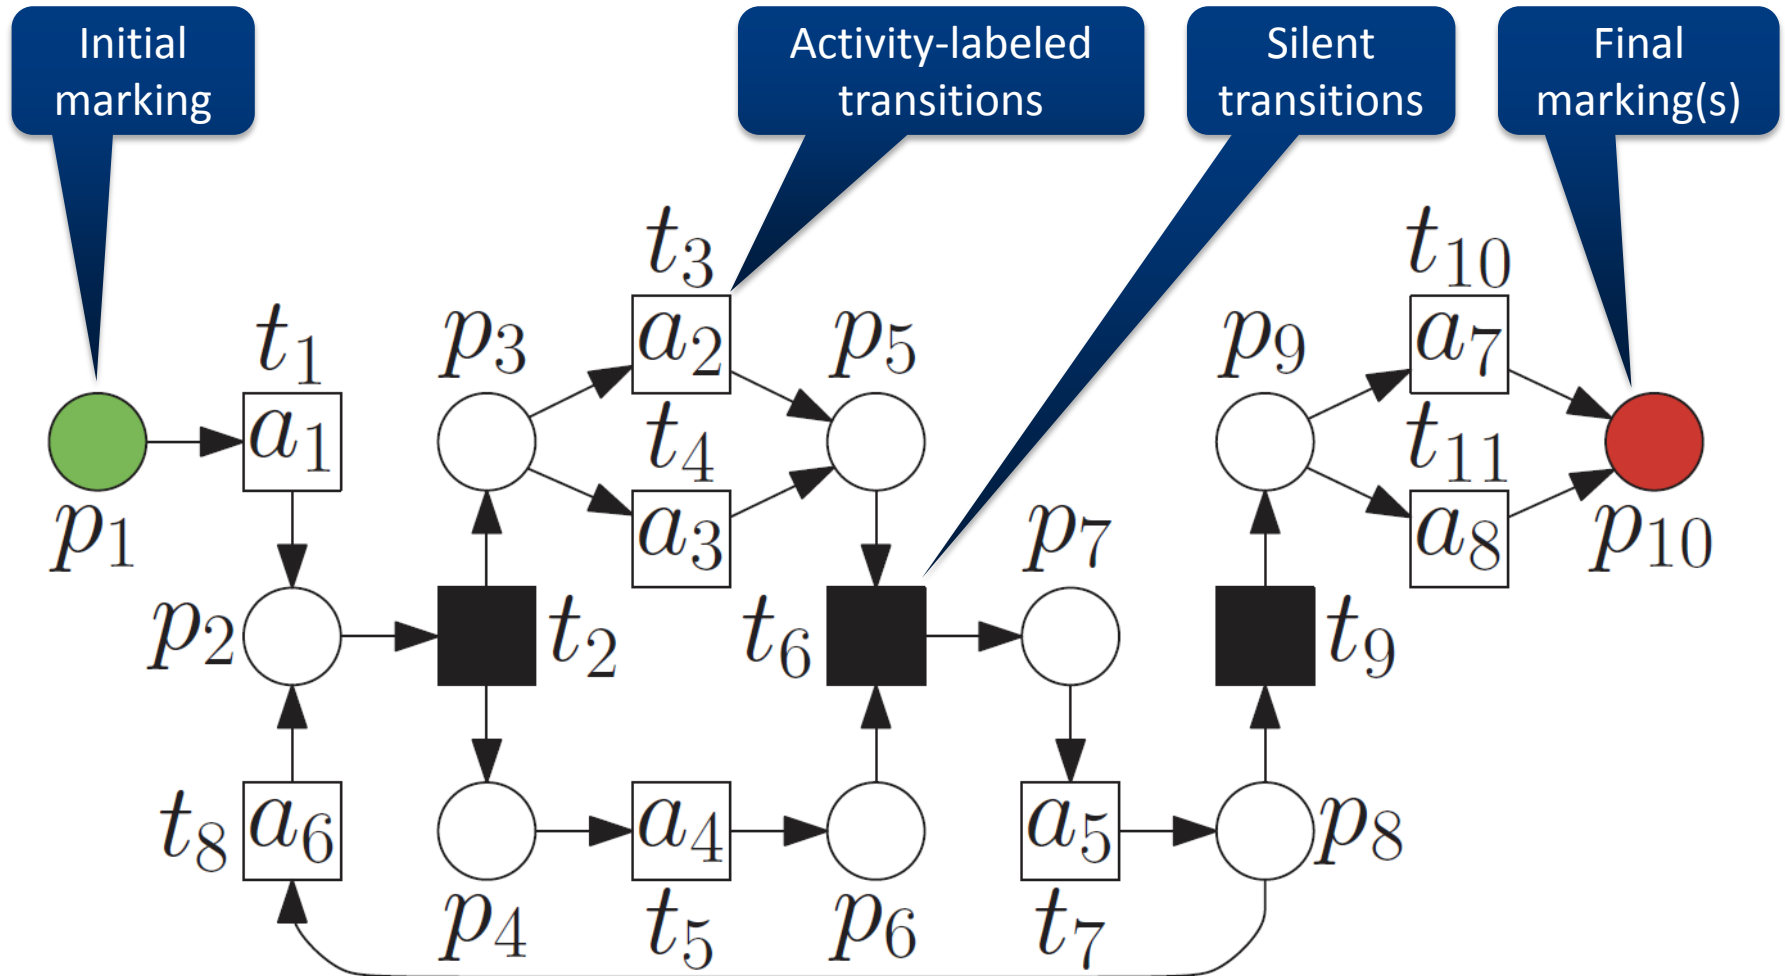 Initial
marking
Activity-labeled
transitions
Silent
transitions
Final
marking(s)
t3
t10
t1
p3
a2
p5
p9
a7
a1
t4
t11
p1
a3
p7
a8
p10
p2
t2
t6
t9
t8
a6
a4
a5
p8
p4
t5
p6
t7